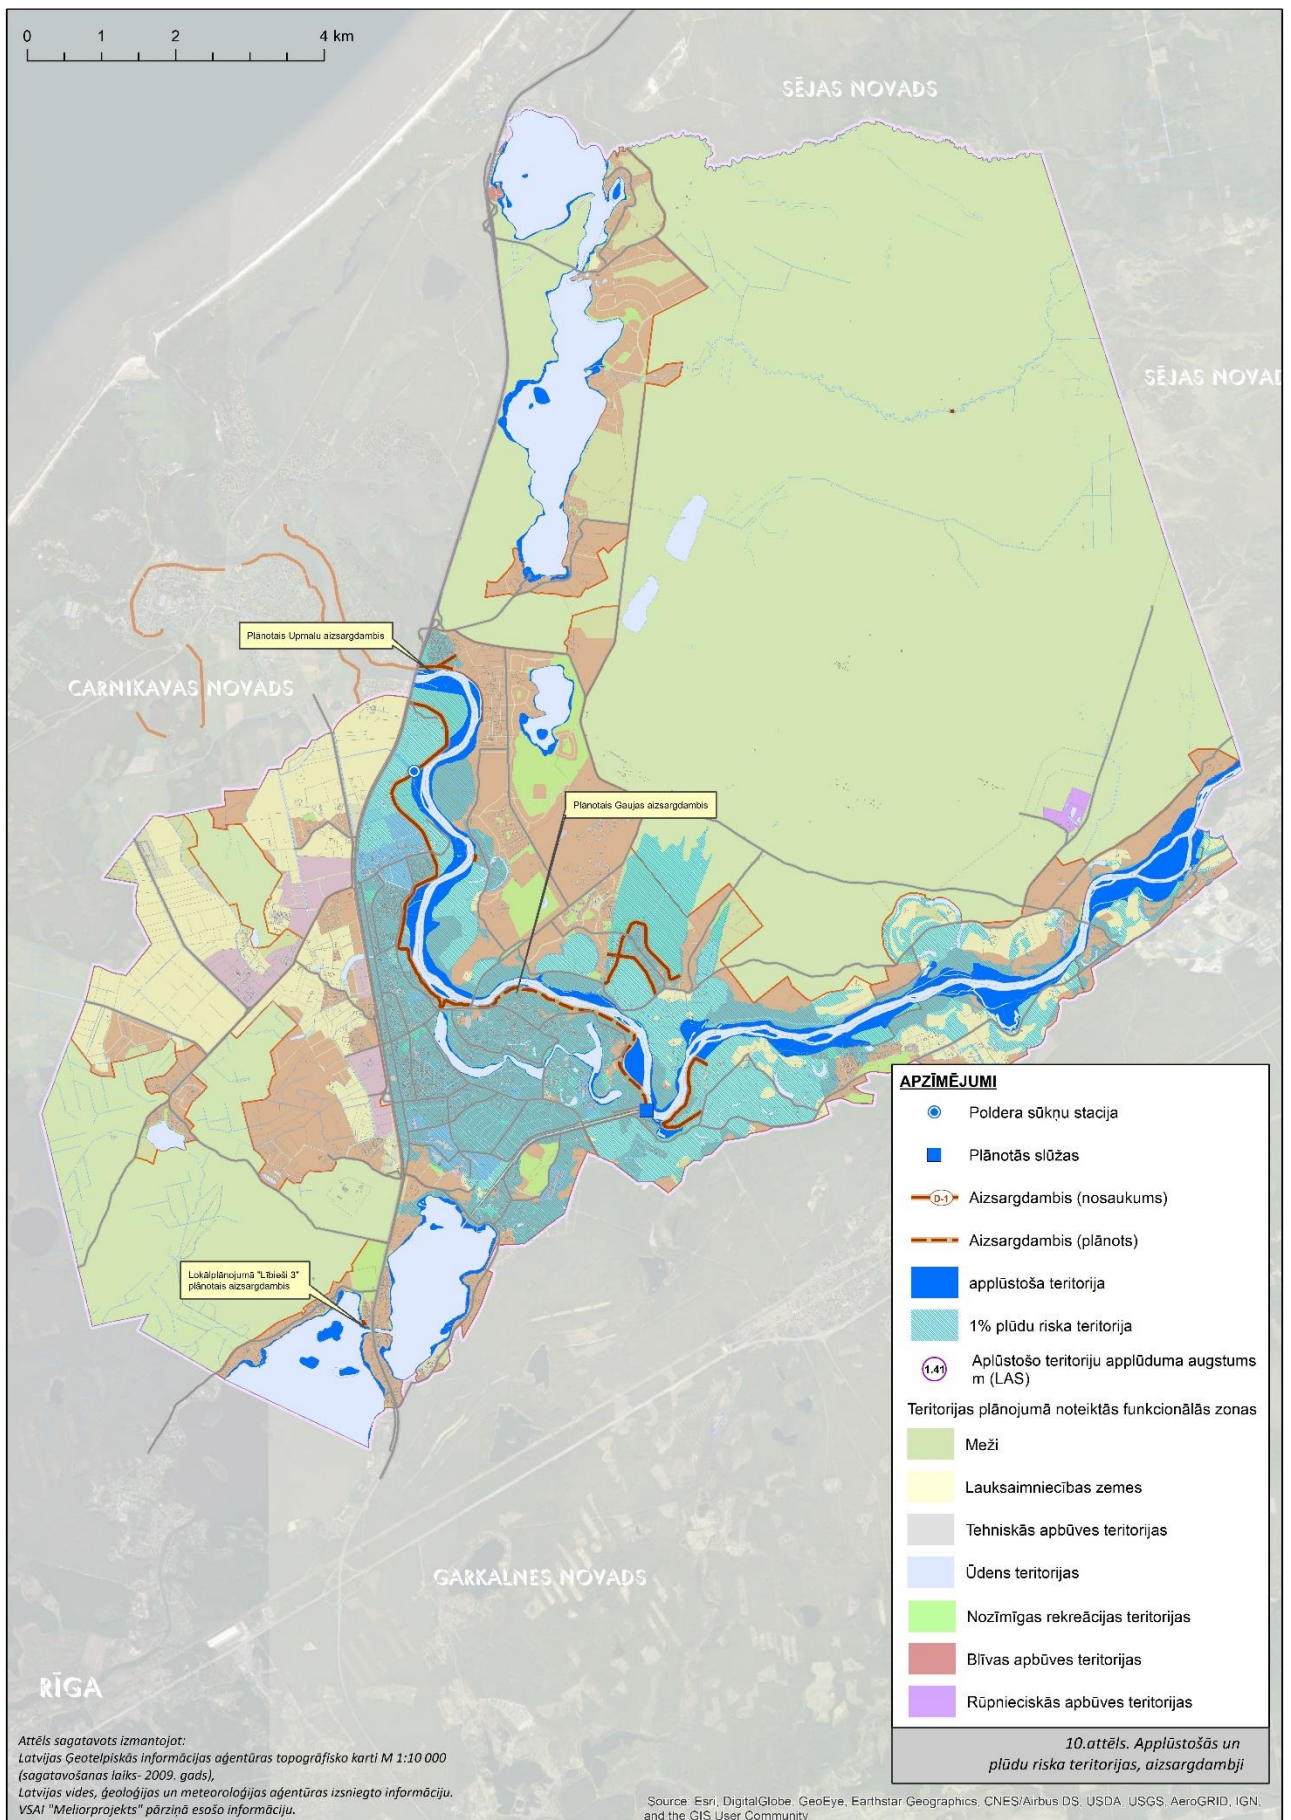 0 1 2 4 km
SĒJAS NOVADS
SĒJAS NOVAD
Plānotais Upmalu aizsargdambis
CARNIKAVAS NOVADS
Plānotais Gaujas aizsargdambis
Lokālplānojumā "Lībieši 3"
plānotais aizsargdambis
GARKALNES NOVADS
RĪGA
APZĪMĒJUMI
Poldera sūkņu stacija
Plānotās slūžas
D-1 Aizsargdambis (nosaukums)
Aizsargdambis (plānots)
applūstoša teritorija
1% plūdu riska teritorija
1.41 Aplūstošo teritoriju applūduma augstums
m (LAS)
Teritorijas plānojumā noteiktās funkcionālās zonas
Meži
Lauksaimniecības zemes
Tehniskās apbūves teritorijas
Ūdens teritorijas
Nozīmīgas rekreācijas teritorijas
Blīvas apbūves teritorijas
Rūpnieciskās apbūves teritorijas
10.attēls. Applūstošās un
plūdu riska teritorijas, aizsargdambji
Attēls sagatavots izmantojot:
Latvijas Ģeotelpiskās informācijas aģentūras topogrāfisko karti M 1:10 000
(sagatavošanas laiks- 2009. gads),
Latvijas vides, ģeoloģijas un meteoroloģijas aģentūras izsniegto informāciju.
VSAI "Meliorprojekts" pārziņā esošo informāciju.
Source: Esri, DigitalGlobe, GeoEye, Earthstar Geographics, CNES/Airbus DS, USDA, USGS, AeroGRID, IGN,
and the GIS User Community